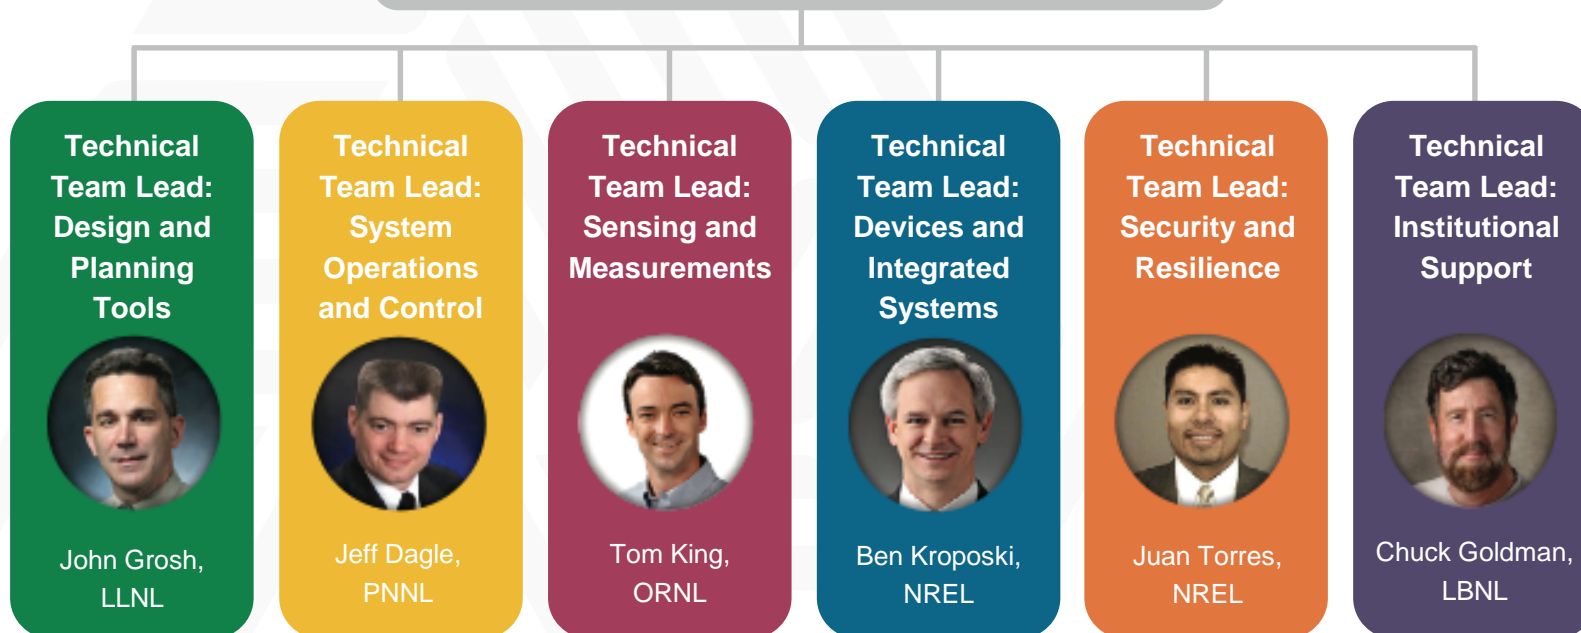 Technical
Team Lead:
Design and
Planning
Tools
John Grosh,
LLNL
Technical
Team Lead:
System
Operations
and Control
Jeff Dagle,
PNNL
Technical
Team Lead:
Sensing and
Measurements
Tom King,
ORNL
Technical
Team Lead:
Devices and
Integrated
Systems
Ben Kroposki,
NREL
Technical
Team Lead:
Security and
Resilience
Juan Torres,
NREL
Technical
Team Lead:
Institutional
Support
Chuck Goldman,
LBNL